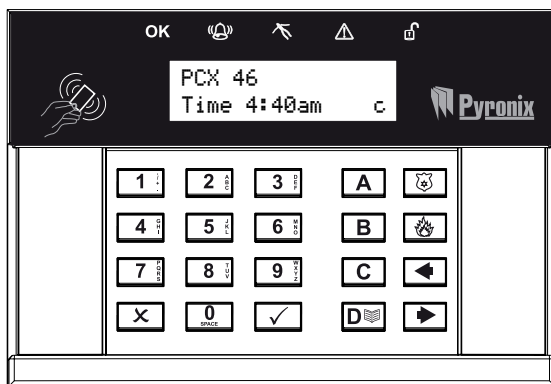 OK
PCX 46
Time 4:40am c
Pyronix
1 2 ABC 3 DEF A
4 GHI 5 JKL 6 MNO B
7 PQRS 8 TUV 9 WXYZ C
0 SPACE D